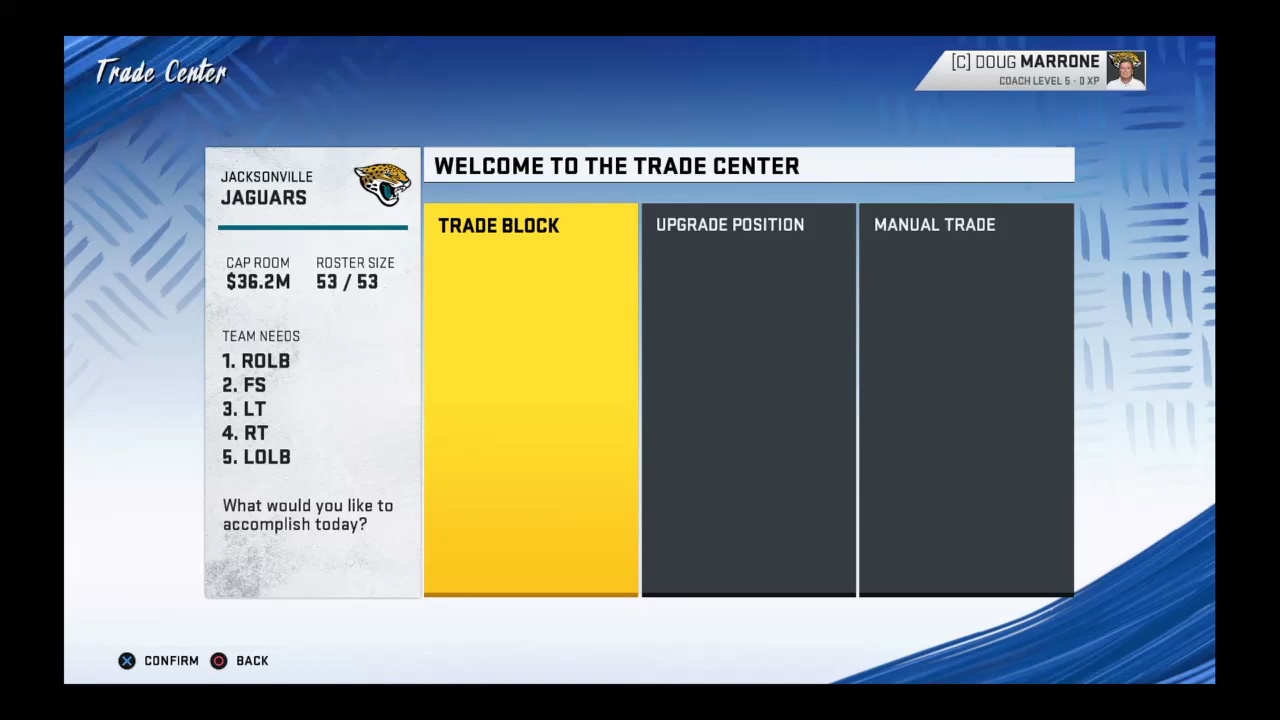 Trade Center
[C] DOUG MARRONE
COACH LEVEL 5 - 0 XP
JACKSONVILLE
JAGUARS
CAP ROOM
$36.2M
ROSTER SIZE
53 / 53
TEAM NEEDS
1. ROLB
2. FS
3. LT
4. RT
5. LOLB
What would you like to
accomplish today?
WELCOME TO THE TRADE CENTER
TRADE BLOCK
UPGRADE POSITION
MANUAL TRADE
CONFIRM
BACK